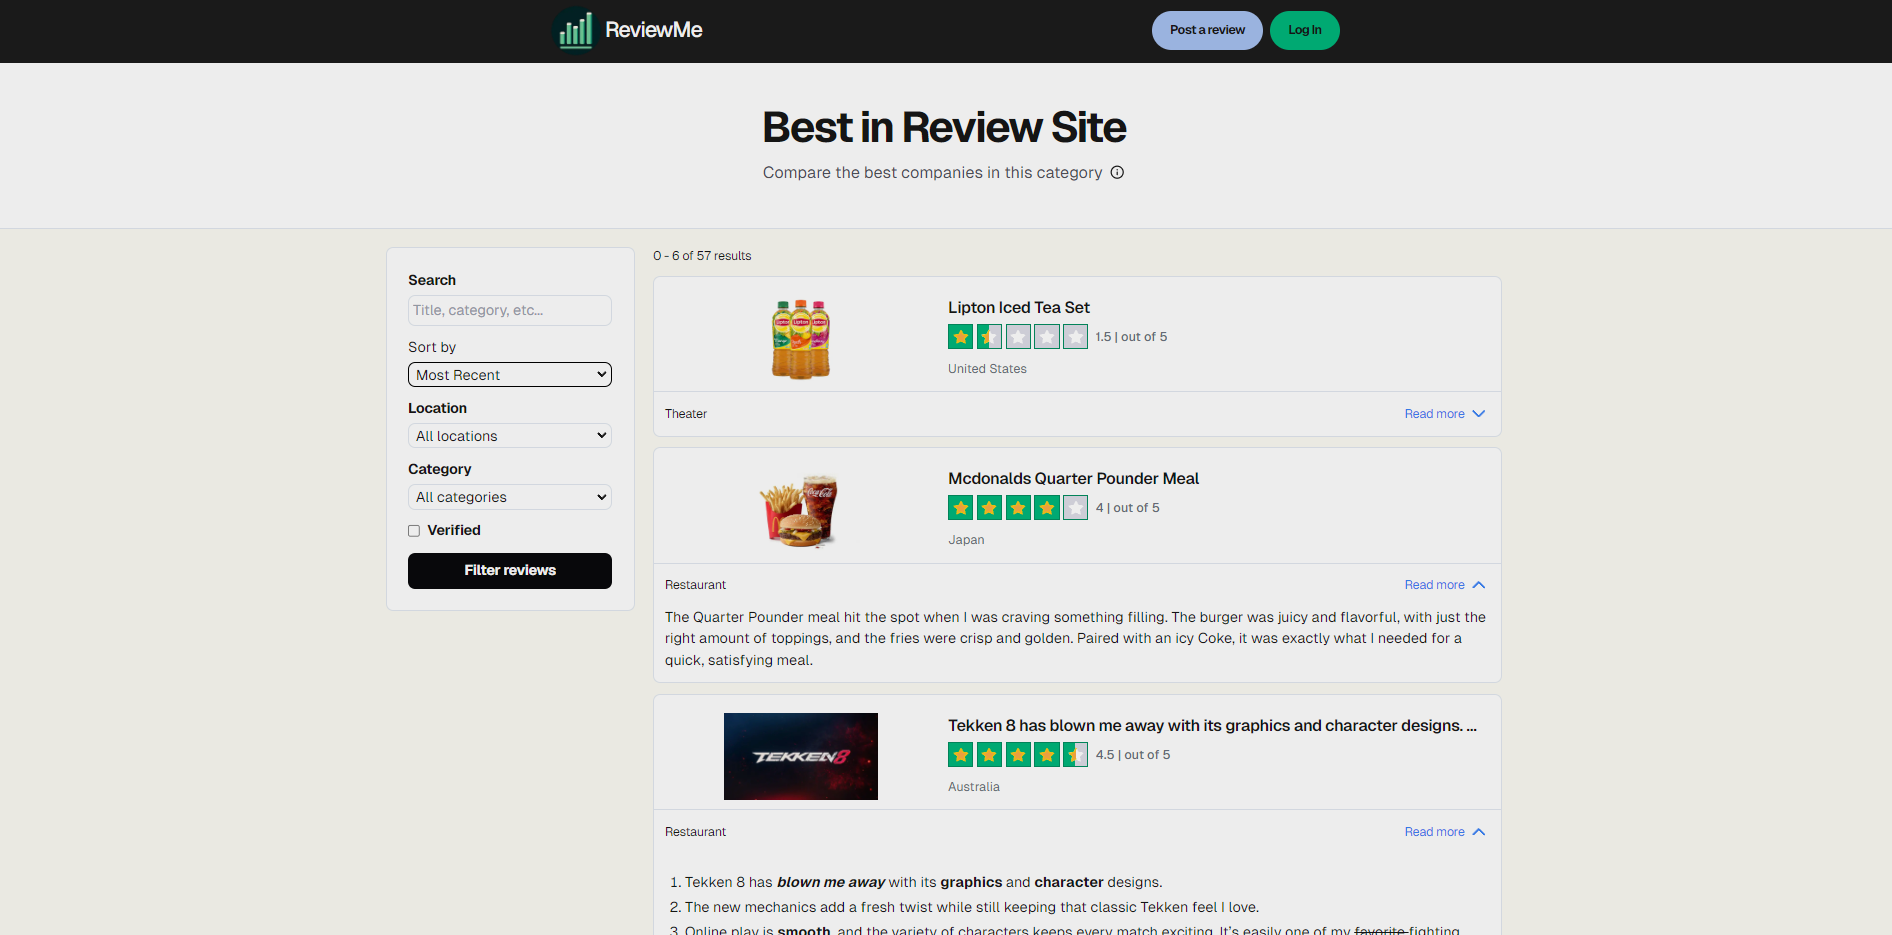 ReviewMe
Post a review
Log In
Best in Review Site
Compare the best companies in this category
Search
Title, category, etc...
Sort by
Most Recent
Location
All locations
Category
All categories
Verified
Filter reviews
0 - 6 of 57 results
Lipton Iced Tea Set
1.5 | out of 5
United States
Theater
Read more
Mcdonalds Quarter Pounder Meal
4 | out of 5
Japan
Restaurant
Read more
The Quarter Pounder meal hit the spot when I was craving something filling. The burger was juicy and flavorful, with just the
right amount of toppings, and the fries were crisp and golden. Paired with an icy Coke, it was exactly what I needed for a
quick, satisfying meal.
TEKKEN 8
Tekken 8 has blown me away with its graphics and character designs. ...
4.5 | out of 5
Australia
Restaurant
Read more
1. Tekken 8 has blown me away with its graphics and character designs.
2. The new mechanics add a fresh twist while still keeping that classic Tekken feel I love.
3. Online play is smooth, and the variety of characters keeps every match exciting. It's easily one of my favorite fighting